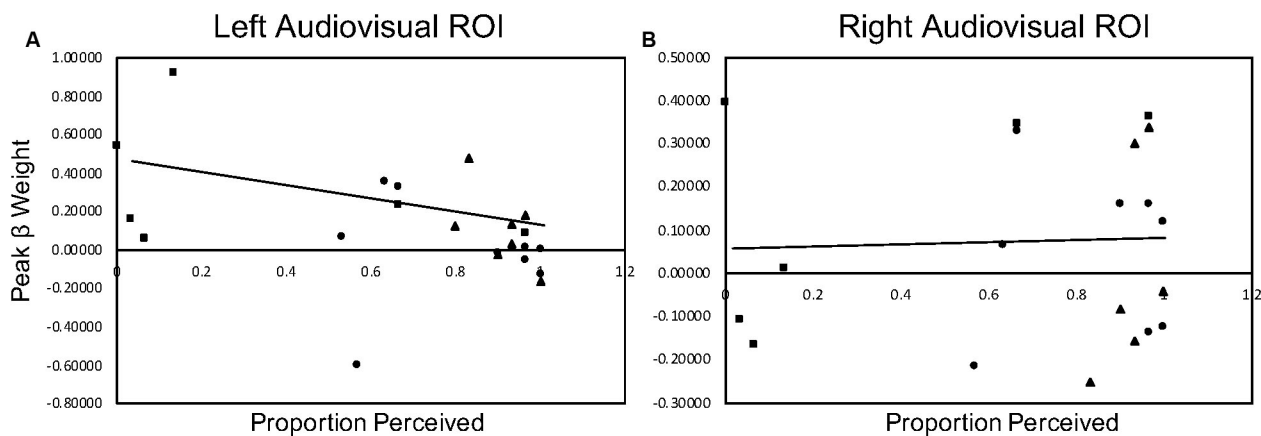 A
Left Audiovisual ROI
1.00000
0.80000
0.60000
0.40000
0.20000
0.00000
-0.20000
-0.40000
-0.60000
-0.80000
0 0.2 0.4 0.6 0.8 1 1.2
Peak β Weight
Proportion Perceived
B
Right Audiovisual ROI
0.50000
0.40000
0.30000
0.20000
0.10000
0.00000
-0.10000
-0.20000
-0.30000
0 0.2 0.4 0.6 0.8 1 1.2
Proportion Perceived